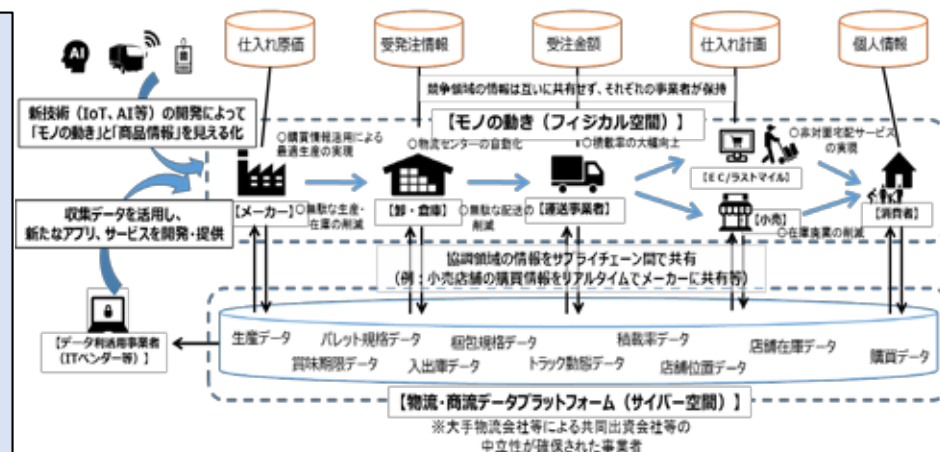 仕入れ原価
受発注情報
受注金額
仕入れ計画
個人情報
AI
競争領域の情報は互いに共有せず、それぞれの事業者が保持
新技術（IoT、AI等）の開発によって
「モノの動き」と「商品情報」を見える化
【モノの動き（フィジカル空間）】
○購買情報活用による
最適生産の実現
○物流センターの自動化
○積載率の大幅向上
○非対面宅配サービス
の実現
【EC/ラストマイル】
収集データを活用し、
新たなアプリ、サービスを開発・提供
【メーカー】
○無駄な生産・
在庫の削減
【卸・倉庫】
○無駄な配送の
削減
【運送事業者】
【小売】
○在庫廃棄の削減
【消費者】
協調領域の情報をサプライチェーン間で共有
（例：小売店舗の購買情報をリアルタイムでメーカーに共有等）
【データ利活用事業者
（ITベンダー等）】
生産データ
パレット規格データ
梱包規格データ
積載率データ
店舗在庫データ
賞味期限データ
入出庫データ
トラック動態データ
店舗位置データ
購買データ
【物流・商流データプラットフォーム（サイバー空間）】
※大手物流会社等による共同出資会社等の
中立性が確保された事業者